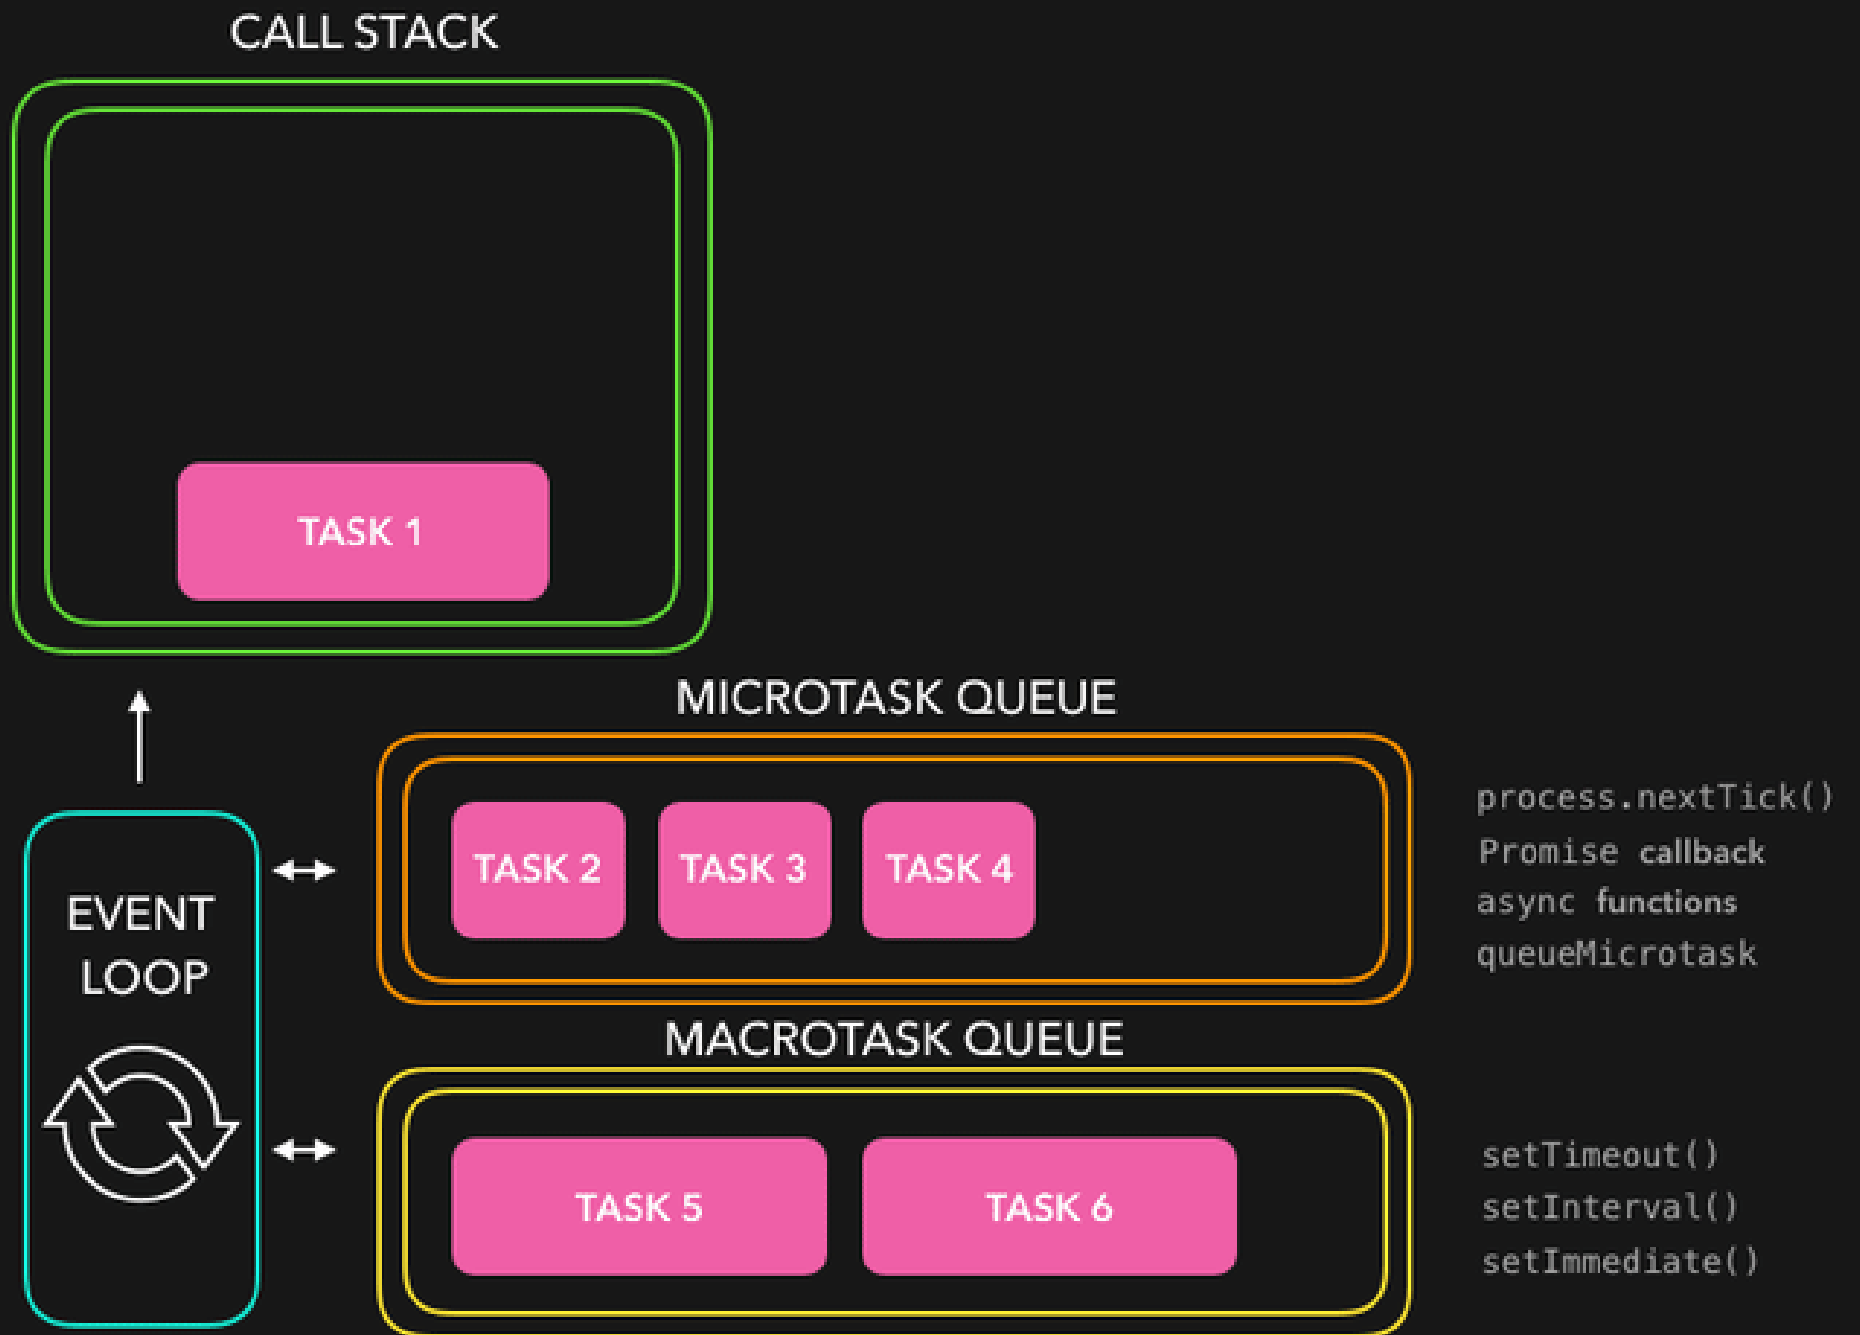 CALL STACK
TASK 1
MICROTASK QUEUE
TASK 2 TASK 3 TASK 4
process.nextTick()
Promise callback
async functions
queueMicrotask
EVENT
LOOP
MACROTASK QUEUE
TASK 5 TASK 6
setTimeout()
setInterval()
setImmediate()